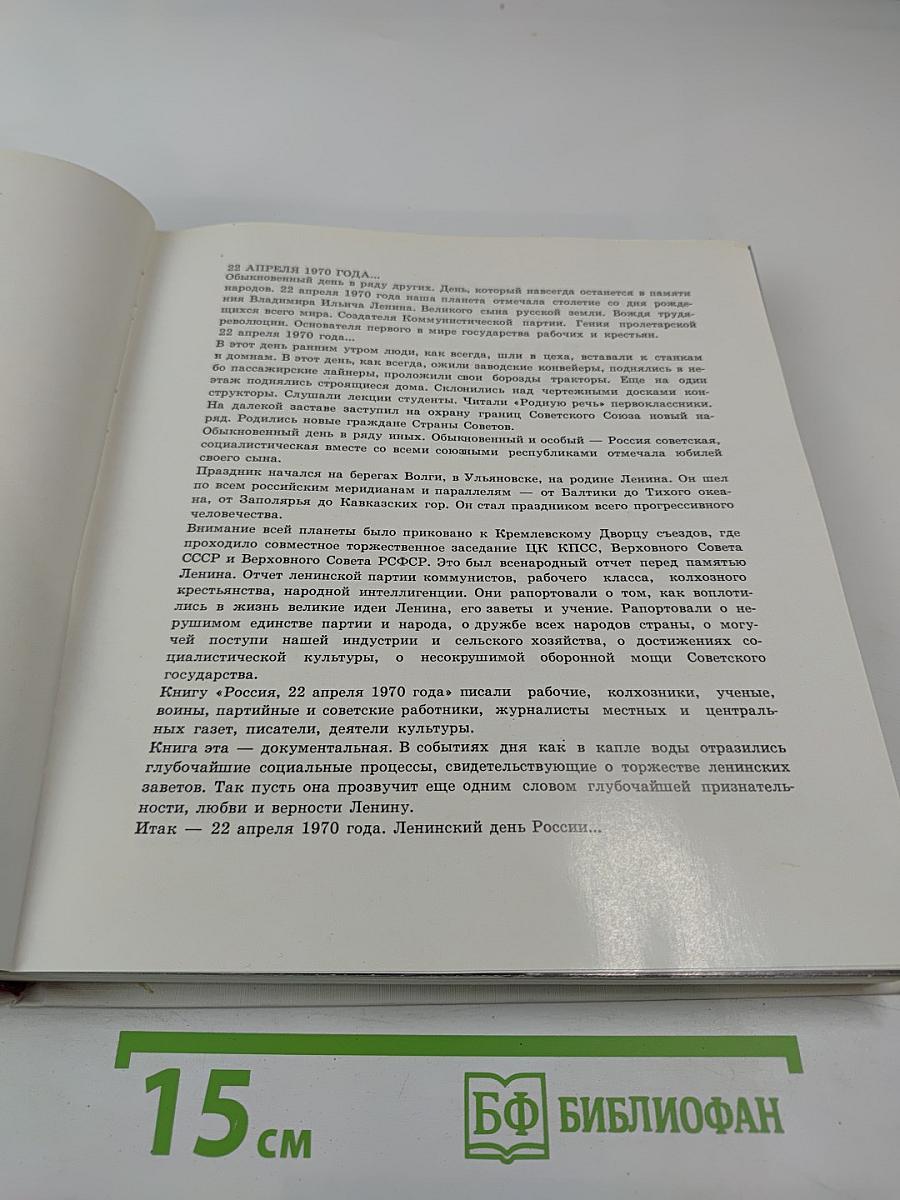 22 АПРЕЛЯ 1970 ГОДА...
Обыкновенный день в ряду других. День, который навсегда останется в памяти
народов. 22 апреля 1970 года наша планета отмечала столетие со дня рожде-
ния Владимира Ильича Ленина. Великого сына русской земли. Вождя трудя-
щихся всего мира. Создателя Коммунистической партии. Гения пролетарской
революции. Основателя первого в мире государства рабочих и крестьян.
22 апреля 1970 года...
В этот день ранним утром люди, как всегда, шли в цеха, вставали к станкам
и домнам. В этот день, как всегда, ожили заводские конвейеры, поднялись в не-
бо пассажирские лайнеры, проложили свои борозды тракторы. Еще на один
этаж поднялись строящиеся дома. Склонились над чертежными досками кон-
структоры. Слушали лекции студенты. Читали «Родную речь» первоклассники.
На далекой заставе заступил на охрану границ Советского Союза новый на-
ряд. Родились новые граждане Страны Советов.
Обыкновенный день в ряду иных. Обыкновенный и особый — Россия советская,
социалистическая вместе со всеми союзными республиками отмечала юбилей
своего сына.
Праздник начался на берегах Волги, в Ульяновске, на родине Ленина. Он шел
по всем российским меридианам и параллелям — от Балтики до Тихого океа-
на, от Заполярья до Кавказских гор. Он стал праздником всего прогрессивного
человечества.
Внимание всей планеты было приковано к Кремлевскому Дворцу съездов, где
проходило совместное торжественное заседание ЦК КПСС, Верховного Совета
СССР и Верховного Совета РСФСР. Это был всенародный отчет перед памятью
Ленина. Отчет ленинской партии коммунистов, рабочего класса, колхозного
крестьянства, народной интеллигенции. Они рапортовали о том, как воплоти-
лись в жизнь великие идеи Ленина, его заветы и учение. Рапортовали о не-
рушимом единстве партии и народа, о дружбе всех народов страны, о могу-
чей поступи нашей индустрии и сельского хозяйства, о достижениях со-
циалистической культуры, о несокрушимой оборонной мощи Советского
государства.
Книгу «Россия, 22 апреля 1970 года» писали рабочие, колхозники, ученые,
воины, партийные и советские работники, журналисты местных и централь-
ных газет, писатели, деятели культуры.
Книга эта — документальная. В событиях дня как в капле воды отразились
глубочайшие социальные процессы, свидетельствующие о торжестве ленинских
заветов. Так пусть она прозвучит еще одним словом глубочайшей признатель-
ности, любви и верности Ленину.
Итак — 22 апреля 1970 года. Ленинский день России...
15 см
БФ БИБЛИОФАН